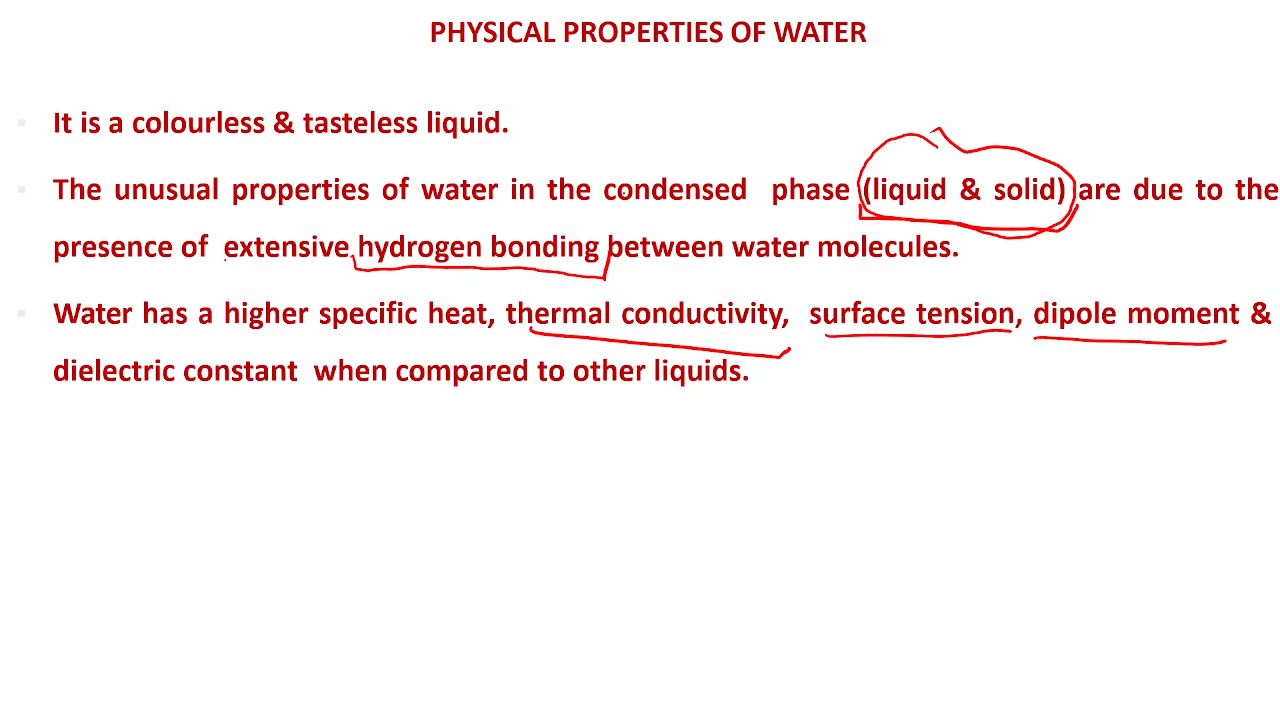 PHYSICAL PROPERTIES OF WATER
It is a colourless & tasteless liquid.
The unusual properties of water in the condensed phase (liquid & solid) are due to the
presence of extensive hydrogen bonding between water molecules.
Water has a higher specific heat, thermal conductivity, surface tension, dipole moment &
dielectric constant when compared to other liquids.